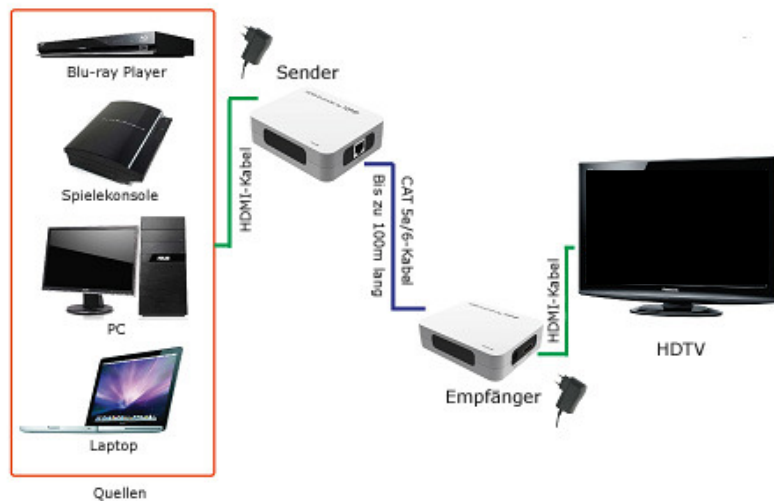 Blu-ray Player
Spielekonsole
PC
Laptop
Quellen
HDMI-Kabel
Sender
CAT 5e/6-Kabel
Bis zu 100m lang
Empfänger
HDMI-Kabel
HDTV